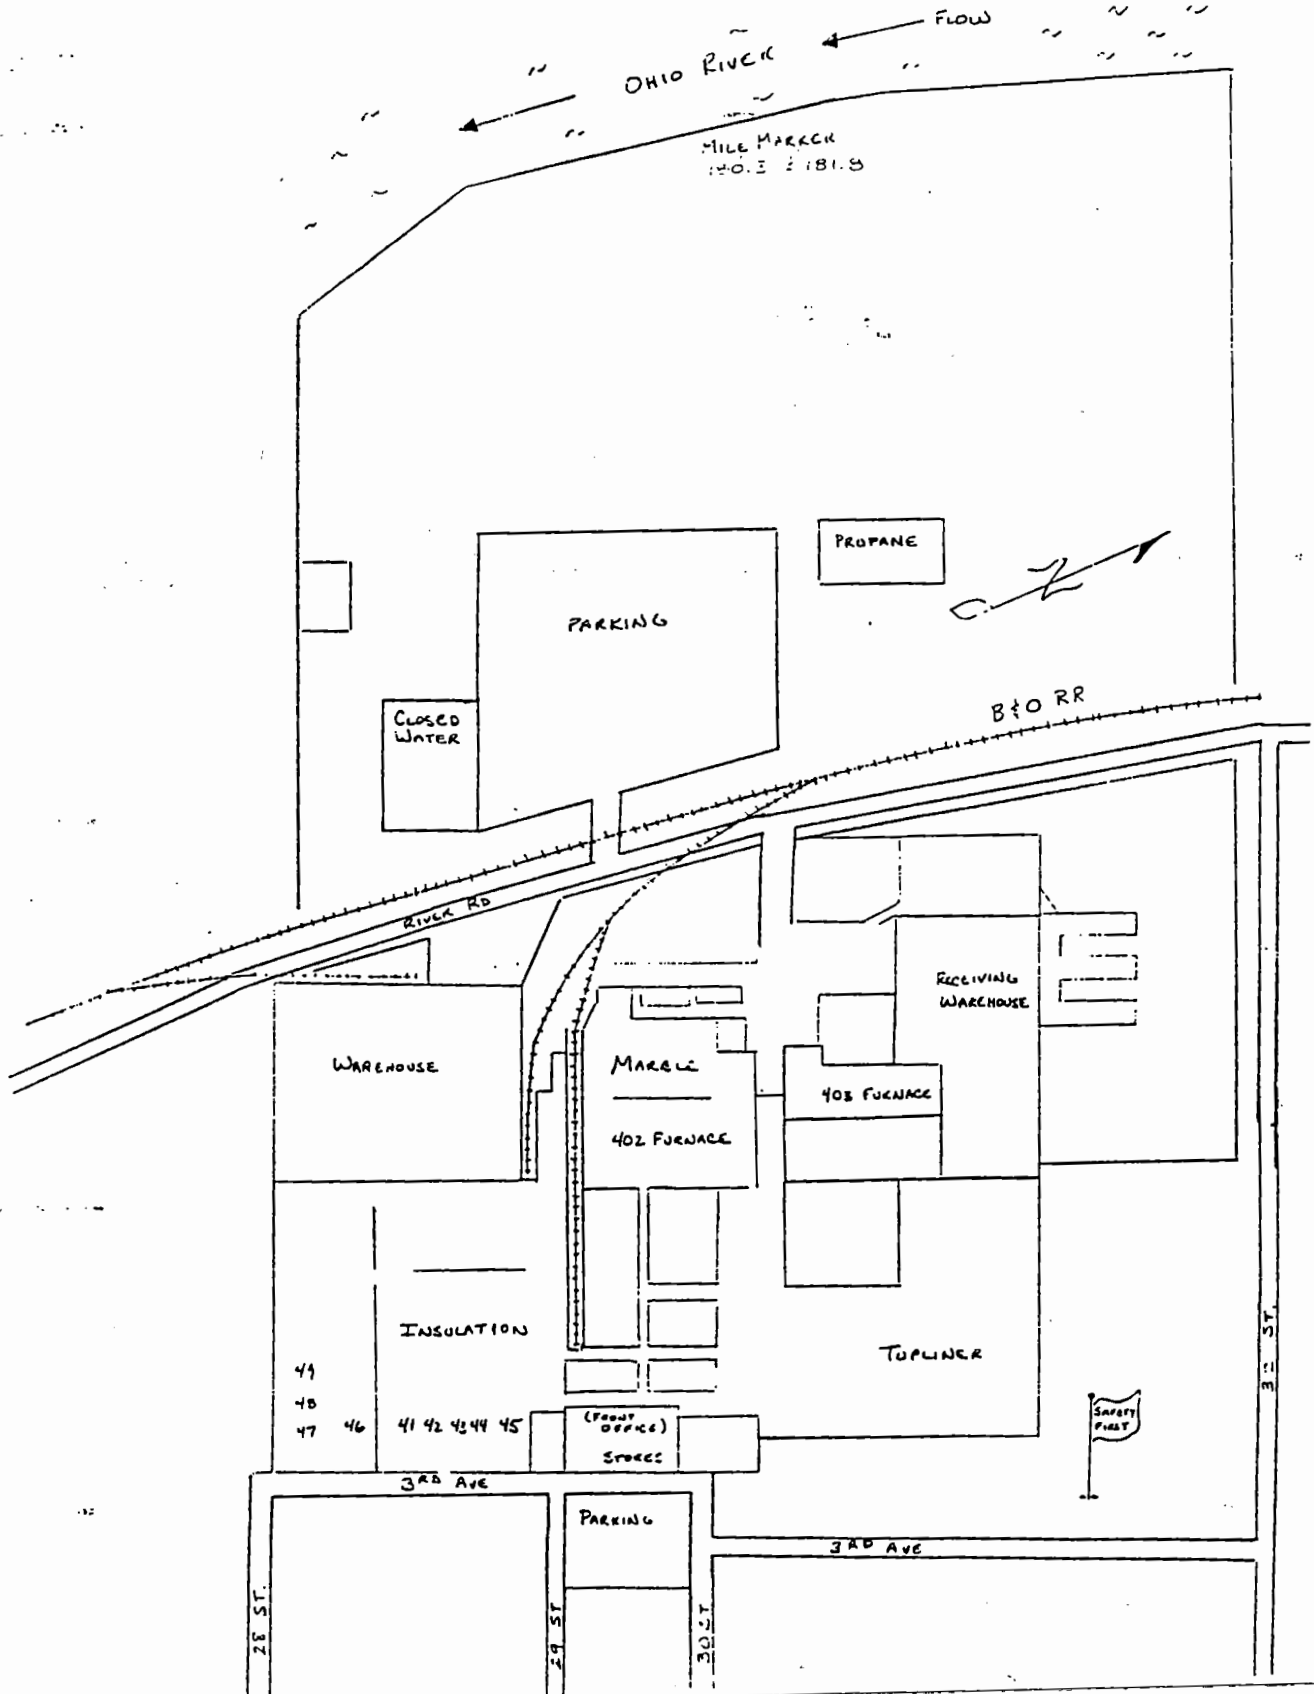 FLOW
OHIO RIVER
MILE MARKER
181.8
PROPANE
N
PARKING
CLOSED
WATER
B&O RR
RIVER RD
RECEIVING
WAREHOUSE
WAREHOUSE
MARBLE
403 FURNACE
402 FURNACE
INSULATION
TOPLINER
49
48
47 46 41 42 43 44 45
(FRONT
OFFICE)
STORES
SAFETY
FIRST
3RD AVE
PARKING
3RD AVE
28 ST.
29 ST
30 ST